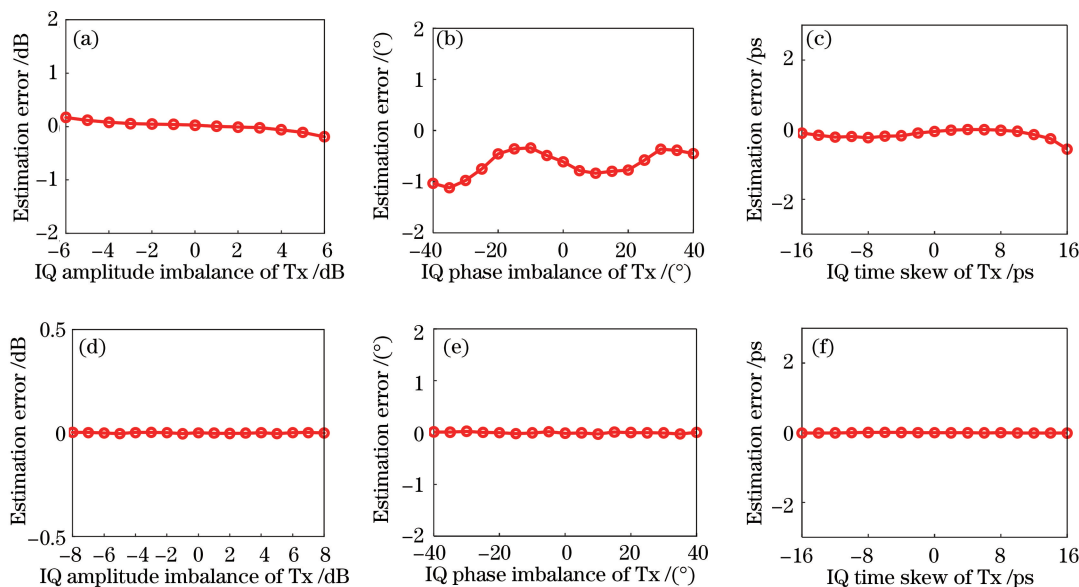 (a)
Estimation error /dB
2
1
0
-1
-2
-6 -4 -2 0 2 4 6
IQ amplitude imbalance of Tx /dB
(b)
Estimation error /(°)
2
1
0
-1
-2
-40 -20 0 20 40
IQ phase imbalance of Tx /(°)
(c)
Estimation error /ps
2
0
-2
-16 -8 0 8 16
IQ time skew of Tx /ps
(d)
Estimation error /dB
0.5
0
-0.5
-8 -6 -4 -2 0 2 4 6 8
IQ amplitude imbalance of Tx /dB
(e)
Estimation error /(°)
2
1
0
-1
-2
-40 -20 0 20 40
IQ phase imbalance of Tx /(°)
(f)
Estimation error /ps
2
0
-2
-16 -8 0 8 16
IQ time skew of Tx /ps